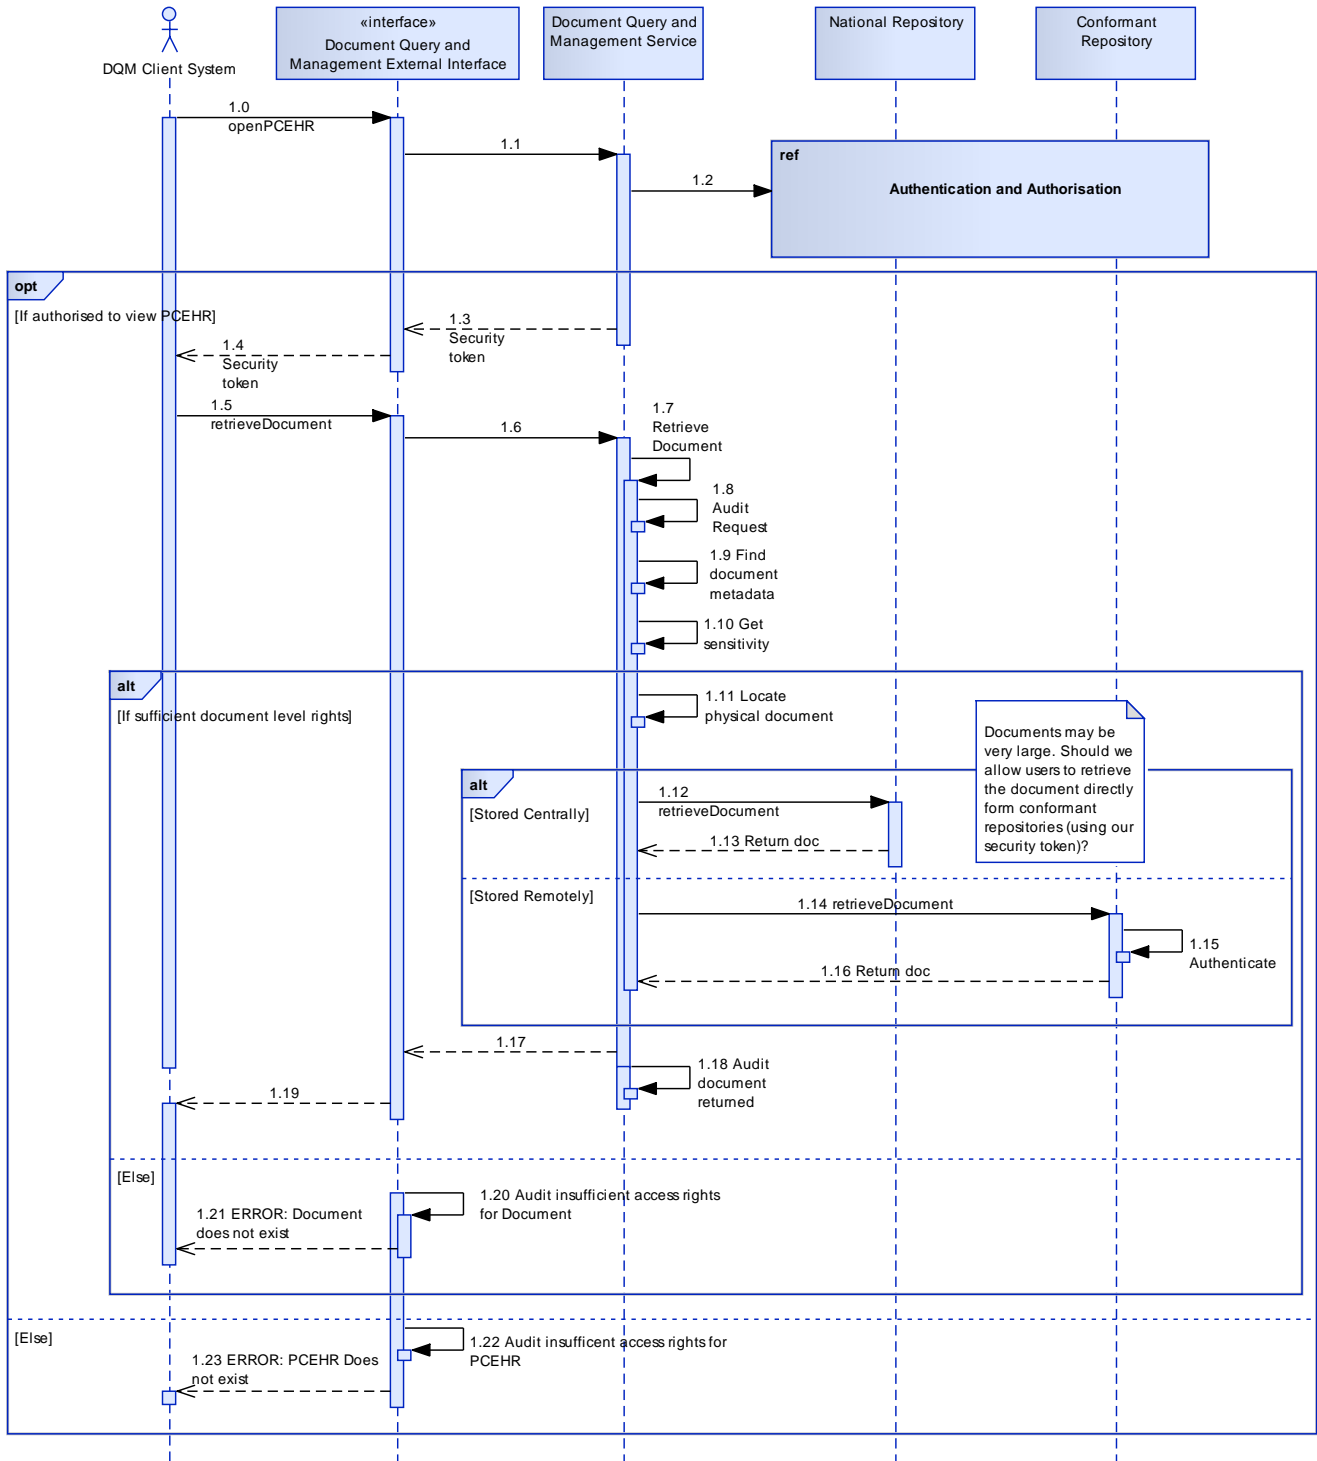 DQM Client System
«interface»
Document Query and
Management External Interface
Document Query and
Management Service
National Repository
Conformant
Repository
1.0
openPCEHR
1.1
1.2
ref
Authentication and Authorisation
opt
[If authorised to view PCEHR]
1.3
Security
token
1.4
Security
token
1.5
retrieveDocument
1.6
1.7
Retrieve
Document
1.8
Audit
Request
1.9 Find
document
metadata
1.10 Get
sensitivity
alt
[If sufficient document level rights]
1.11 Locate
physical document
Documents may be
very large. Should we
allow users to retrieve
the document directly
form conformant
repositories (using our
security token)?
alt
[Stored Centrally]
1.12
retrieveDocument
1.13 Return doc
[Stored Remotely]
1.14 retrieveDocument
1.15
Authenticate
1.16 Return doc
1.17
1.18 Audit
document
returned
1.19
[Else]
1.20 Audit insufficient access rights
for Document
1.21 ERROR: Document
does not exist
[Else]
1.22 Audit insufficent access rights for
PCEHR
1.23 ERROR: PCEHR Does
not exist